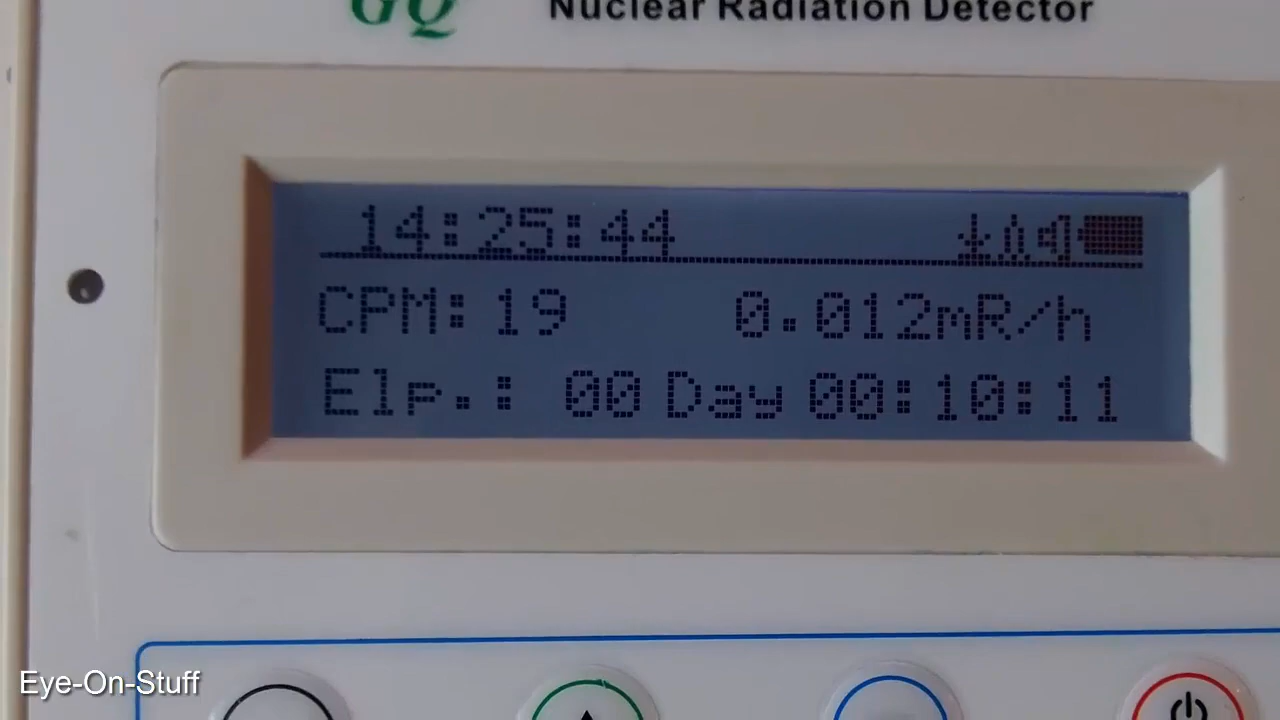 GQ Nuclear Radiation Detector
14:25:44
CPM: 19 0.012mR/h
Elp.: 00 Day 00:10:11
Eye-On-Stuff